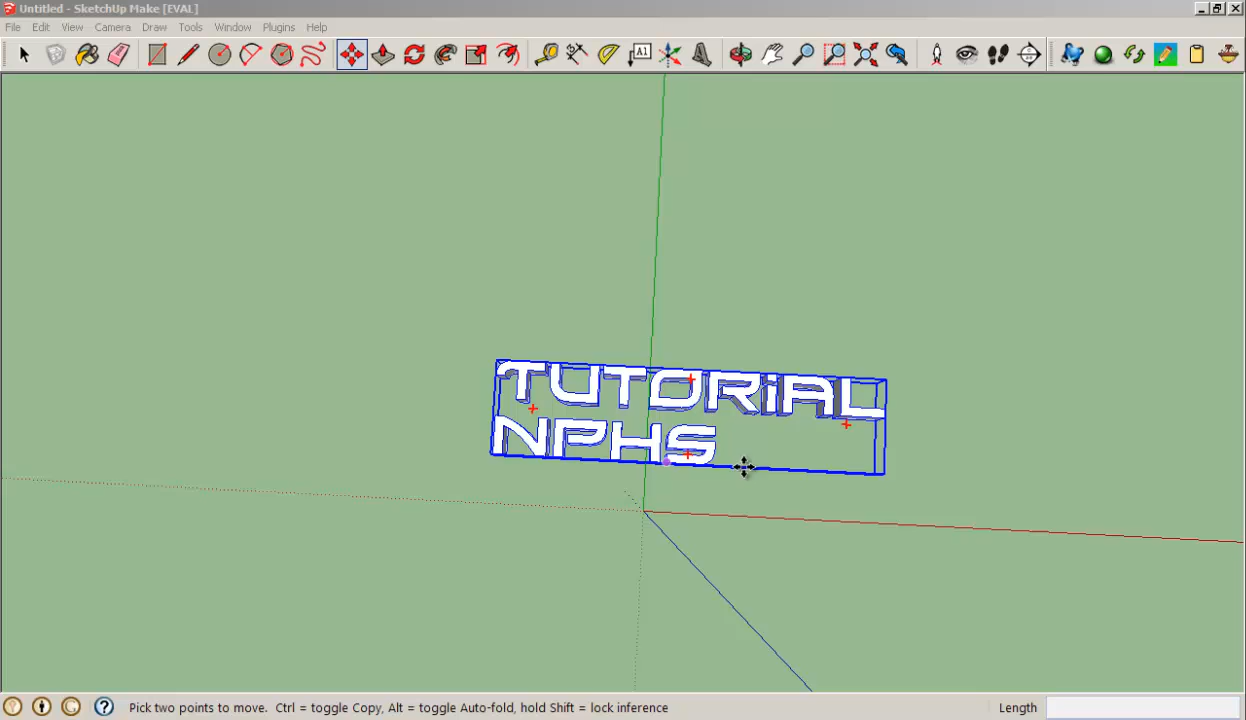 Untitled - SketchUp Make [EVAL]
File Edit View Camera Draw Tools Window Plugins Help
A1
TUTORiAL
NPHS
Pick two points to move. Ctrl = toggle Copy, Alt = toggle Auto-fold, hold Shift = lock inference
Length